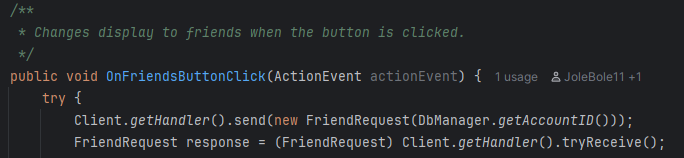 /**
 * Changes display to friends when the button is clicked.
 */
public void OnFriendsButtonClick(ActionEvent actionEvent) { 1 usage JoleBole11 +1
    try {
        Client.getHandler().send(new FriendRequest(DbManager.getAccountID()));
        FriendRequest response = (FriendRequest) Client.getHandler().tryReceive();